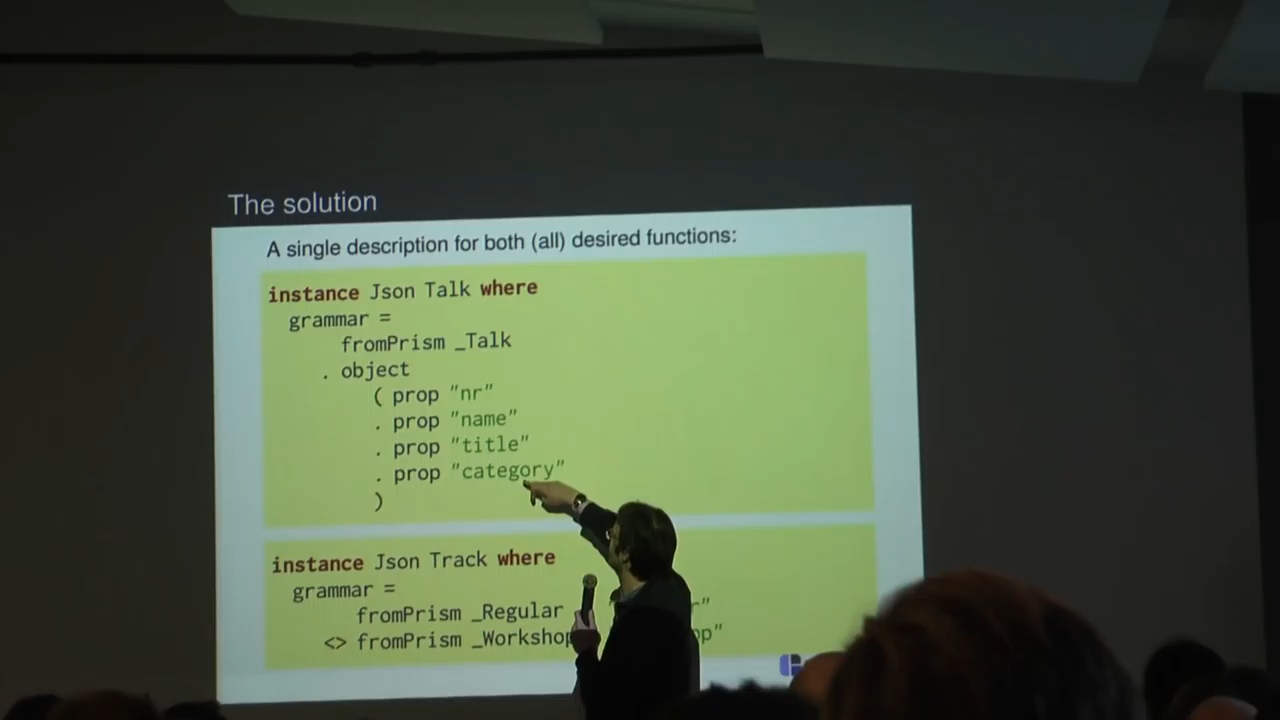 The solution
A single description for both (all) desired functions:
instance Json Talk where
grammar =
fromPrism _Talk
. object
( prop "nr"
. prop "name"
. prop "title"
. prop "category"
)
instance Json Track where
grammar =
fromPrism _Regular
<> fromPrism _Workshop